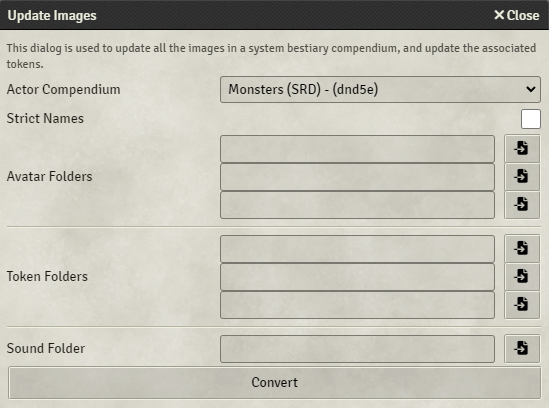 Update Images
Close
This dialog is used to update all the images in a system bestiary compendium, and update the associated
tokens.
Actor Compendium
Monsters (SRD) - (dnd5e)
Strict Names
Avatar Folders
Token Folders
Sound Folder
Convert